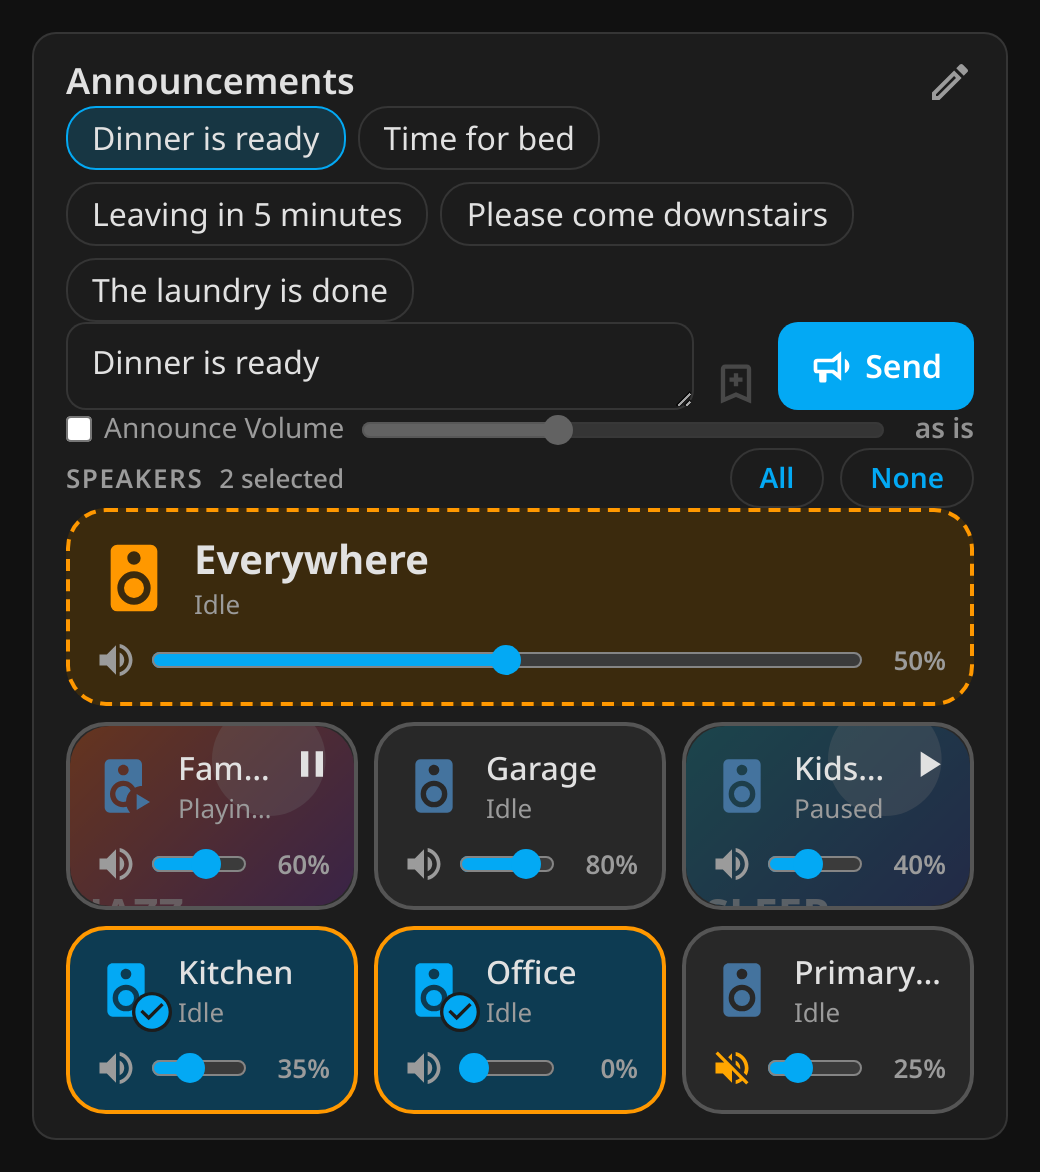 Announcements
Dinner is ready
Time for bed
Leaving in 5 minutes
Please come downstairs
The laundry is done
Dinner is ready
Send
Announce Volume
as is
SPEAKERS 2 selected
All
None
Everywhere
Idle
50%
Fam...
Playin...
60%
JAZZ
Garage
Idle
80%
Kids...
Paused
40%
SLEEP
Kitchen
Idle
35%
Office
Idle
0%
Primary...
Idle
25%